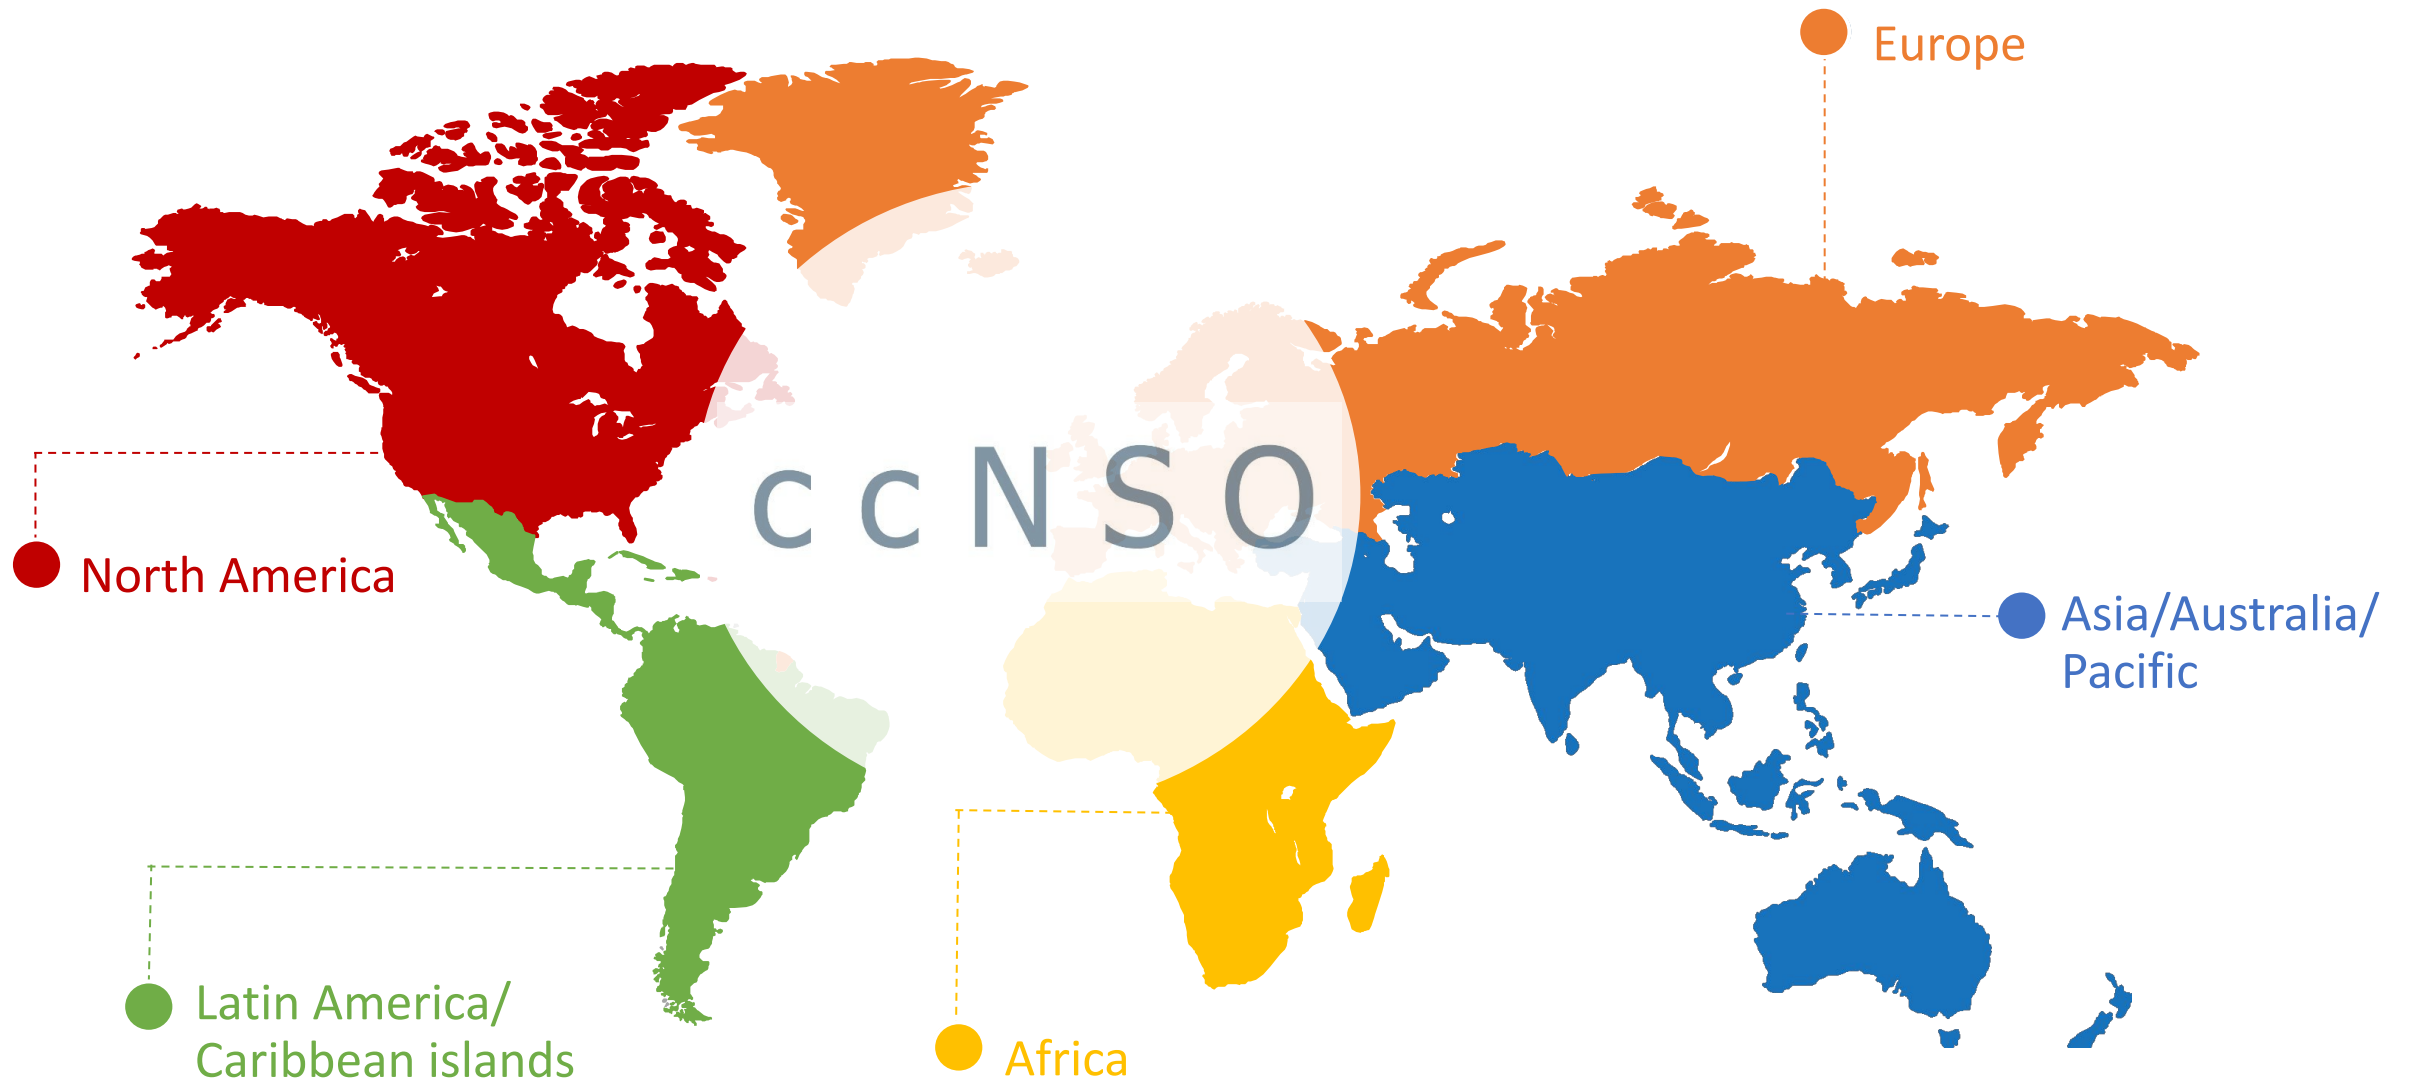 Europe
ccNSO
North America
Asia/Australia/
Pacific
Latin America/
Caribbean islands
Africa